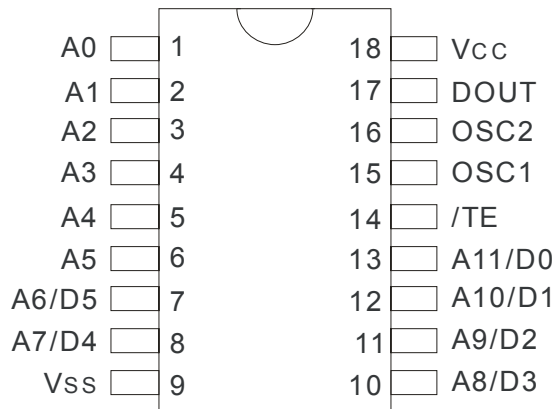 A0 1 18 Vcc
A1 2 17 DOUT
A2 3 16 OSC2
A3 4 15 OSC1
A4 5 14 /TE
A5 6 13 A11/D0
A6/D5 7 12 A10/D1
A7/D4 8 11 A9/D2
Vss 9 10 A8/D3